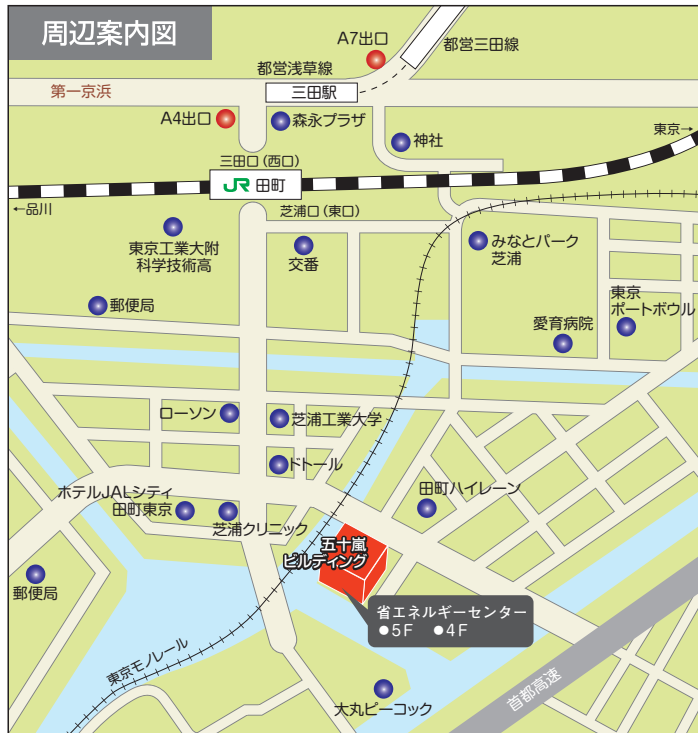 周辺案内図
A7出口
都営三田線
都営浅草線
第一京浜
三田駅
A4出口
森永プラザ
神社
東京→
三田口（西口）
JR 田町
←品川
芝浦口（東口）
東京工業大附
科学技術高
交番
みなとパーク
芝浦
郵便局
愛育病院
東京
ポートボウル
ローソン
芝浦工業大学
ドトール
ホテルJALシティ
田町東京
芝浦クリニック
田町ハイレーン
五十嵐
ビルディング
郵便局
省エネルギーセンター
●5F ●4F
東京モノレール
首都高速
大丸ピーコック